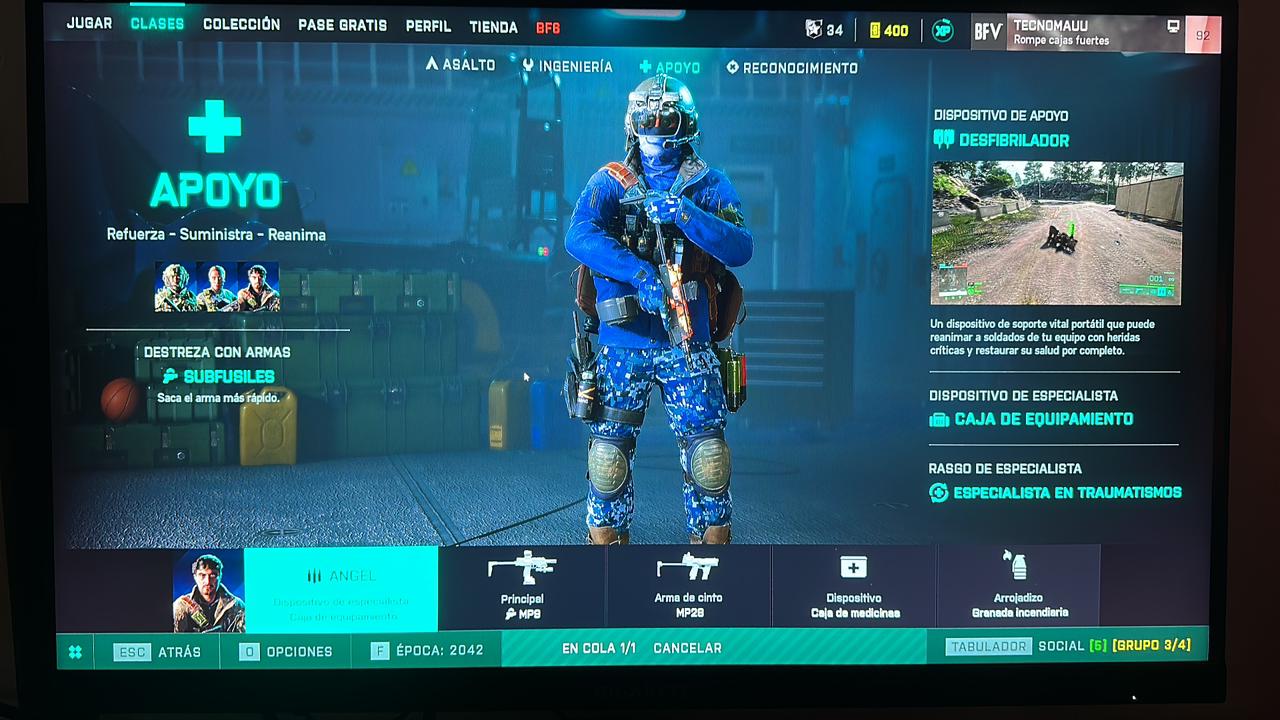 JUGAR CLASES COLECCIÓN PASE GRATIS PERFIL TIENDA BF6
34 400 XP BFV TECNOMAUU 92
Rompe cajas fuertes
ASALTO INGENIERÍA APOYO RECONOCIMIENTO
APOYO
Refuerza - Suministra - Reanima
DESTREZA CON ARMAS
SUBFUSILES
Saca el arma más rápido.
DISPOSITIVO DE APOYO
DESFIBRILADOR
001
Un dispositivo de soporte vital portátil que puede
reanimar a soldados de tu equipo con heridas
críticas y restaurar su salud por completo.
DISPOSITIVO DE ESPECIALISTA
CAJA DE EQUIPAMIENTO
RASGO DE ESPECIALISTA
ESPECIALISTA EN TRAUMATISMOS
ANGEL
Dispositivo de especialista
Caja de equipamiento
Principal
MP9
Arma de cinto
MP28
Dispositivo
Caja de medicinas
Arrojadizo
Granada incendiaria
ESC ATRÁS O OPCIONES F ÉPOCA: 2042 EN COLA 1/1 CANCELAR TABULADOR SOCIAL [5] [GRUPO 3/4]